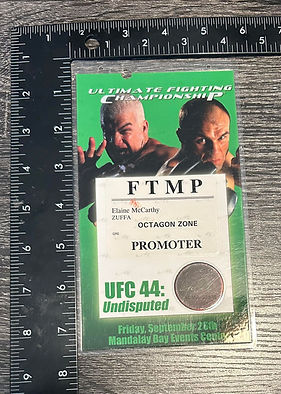 ULTIMATE FIGHTING
CHAMPIONSHIP
FTMP
Elaine McCarthy
ZUFFA
OCTAGON ZONE
PROMOTER
UFC 44:
Undisputed
Friday, September 26th
Mandalay Bay Events